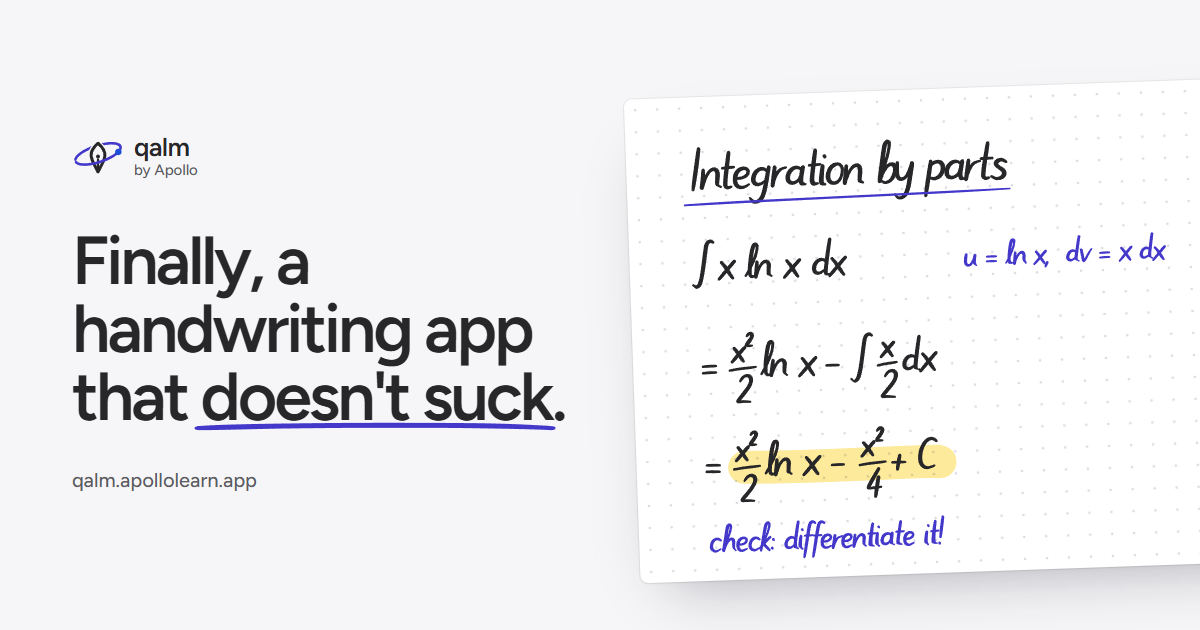 qalm
by Apollo
Finally, a
handwriting app
that doesn't suck.
qalm.apollolearn.app
Integration by parts
∫ x ln x dx
u = ln x, dv = x dx
= x²/2 ln x − ∫ x/2 dx
= x²/2 ln x − x²/4 + C
check: differentiate it!